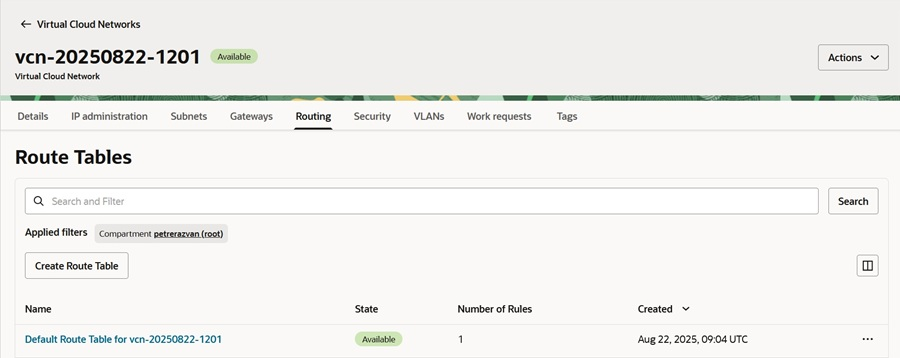 Virtual Cloud Networks
vcn-20250822-1201 Available
Virtual Cloud Network
Actions
Details IP administration Subnets Gateways Routing Security VLANs Work requests Tags
Route Tables
Search and Filter Search
Applied filters Compartment petrerazvan (root)
Create Route Table
Name State Number of Rules Created
Default Route Table for vcn-20250822-1201 Available 1 Aug 22, 2025, 09:04 UTC